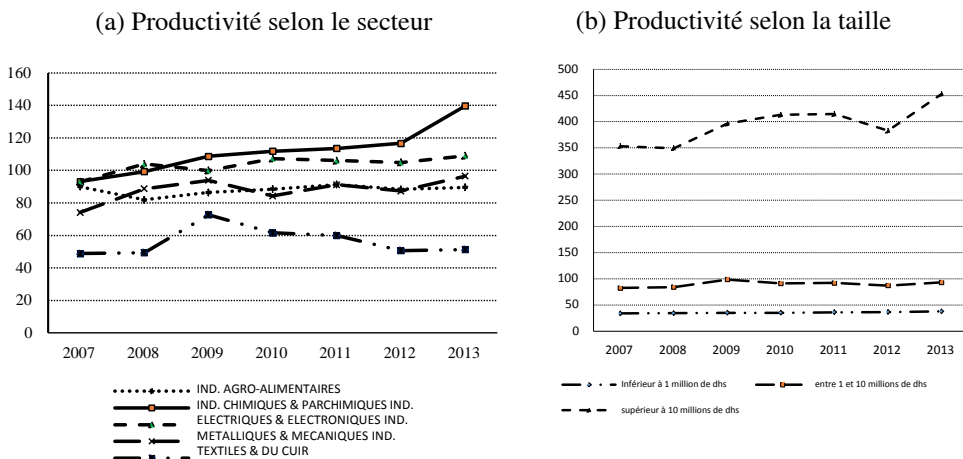 (a) Productivité selon le secteur
160
140
120
100
80
60
40
20
0
2007 2008 2009 2010 2011 2012 2013
IND. AGRO-ALIMENTAIRES
IND. CHIMIQUES & PARCHIMIQUES IND.
ELECTRIQUES & ELECTRONIQUES IND.
METALLIQUES & MECANIQUES IND.
TEXTILES & DU CUIR
(b) Productivité selon la taille
500
450
400
350
300
250
200
150
100
50
0
2007 2008 2009 2010 2011 2012 2013
Inférieur à 1 million de dhs entre 1 et 10 millions de dhs
supérieur à 10 millions de dhs